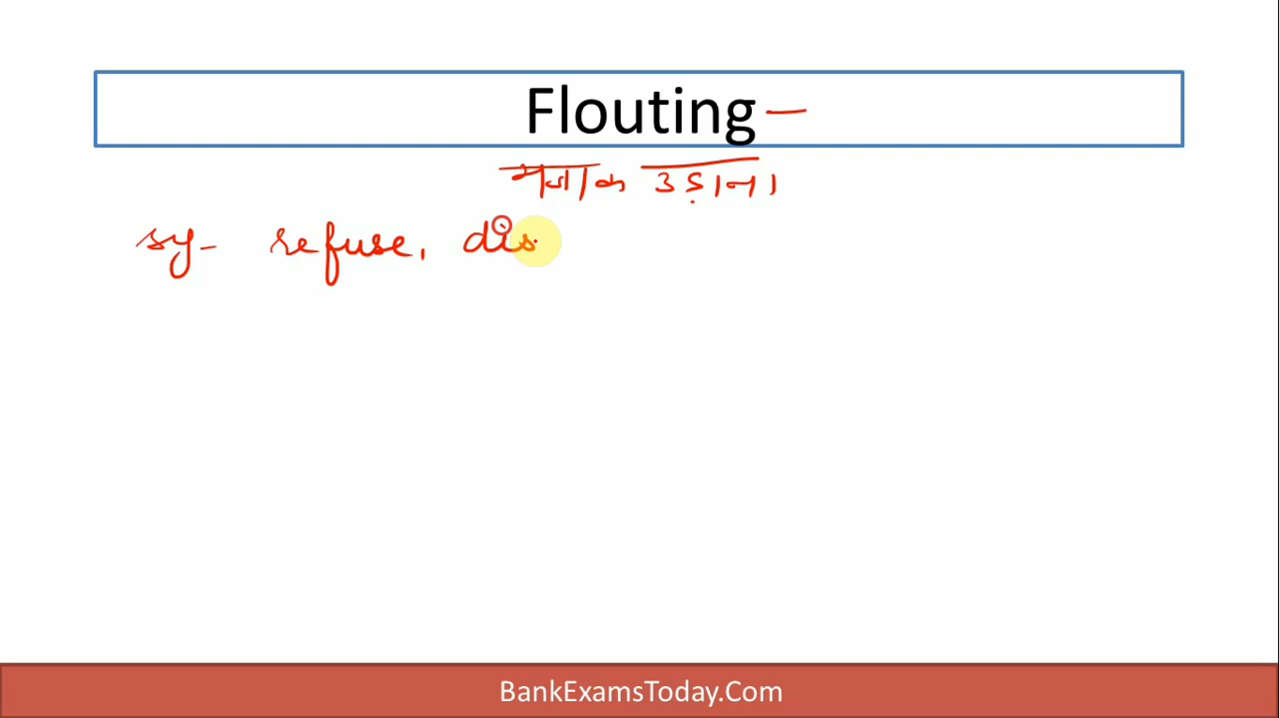 Flouting –
मजाक उड़ाना
sy- refuse, dis
BankExamsToday.Com